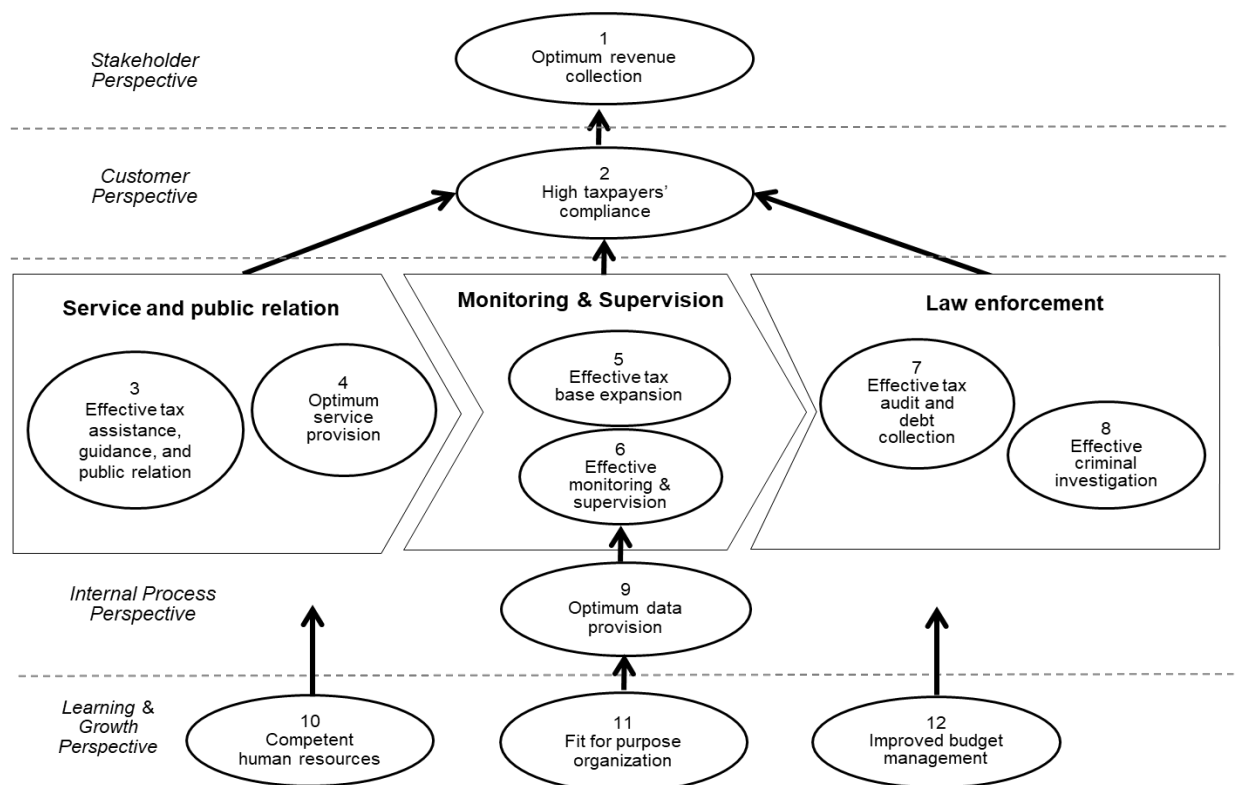 Stakeholder
Perspective
1
Optimum revenue
collection
Customer
Perspective
2
High taxpayers’
compliance
Service and public relation
3
Effective tax
assistance,
guidance, and
public relation
4
Optimum
service
provision
Monitoring & Supervision
5
Effective tax
base expansion
6
Effective
monitoring &
supervision
Law enforcement
7
Effective tax
audit and
debt
collection
8
Effective
criminal
investigation
Internal Process
Perspective
9
Optimum data
provision
Learning &
Growth
Perspective
10
Competent
human resources
11
Fit for purpose
organization
12
Improved budget
management